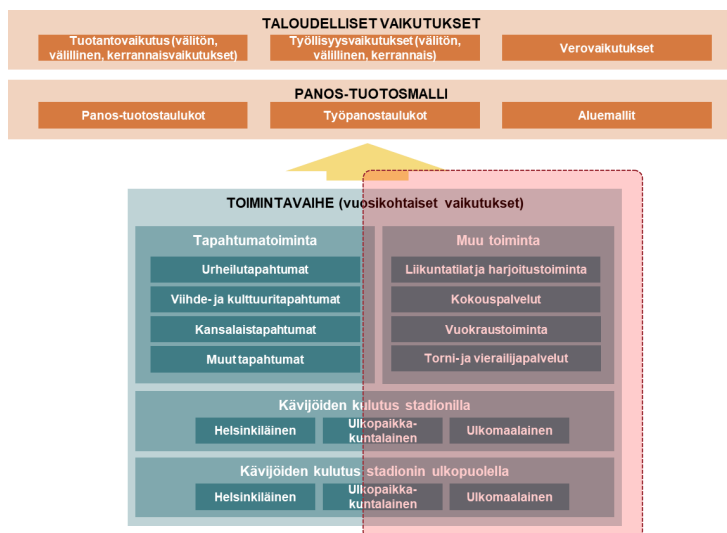 TALOUDELLISET VAIKUTUKSET
Tuotantovaikutus (välitön,
välillinen, kerrannaisvaikutukset)
Työllisyysvaikutukset (välitön,
välillinen, kerrannais)
Verovaikutukset
PANOS-TUOTOSMALLI
Panos-tuotostaulukot
Työpanostaulukot
Aluemallit
TOIMINTAVAIHE (vuosikohtaiset vaikutukset)
Tapahtumatoiminta
Urheilutapahtumat
Viihde- ja kulttuuritapahtumat
Kansalaistapahtumat
Muut tapahtumat
Muu toiminta
Liikuntatilat ja harjoitustoiminta
Kokouspalvelut
Vuokraustoiminta
Torni- ja vierailijapalvelut
Kävijöiden kulutus stadionilla
Helsinkiläinen
Ulkopaikka-
kuntalainen
Ulkomaalainen
Kävijöiden kulutus stadionin ulkopuolella
Helsinkiläinen
Ulkopaikka-
kuntalainen
Ulkomaalainen